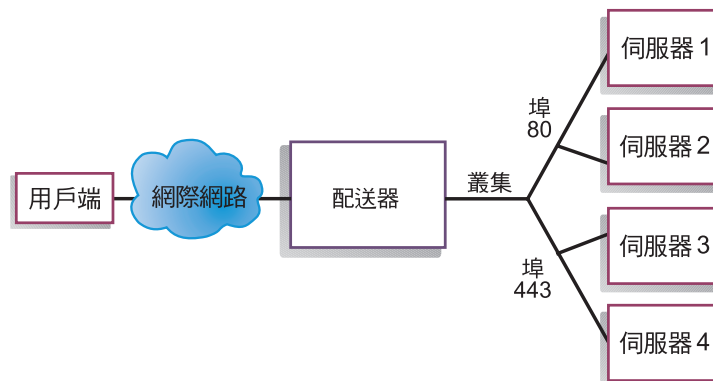 用戶端
網際網路
配送器
叢集
埠
80
埠
443
伺服器 1
伺服器 2
伺服器 3
伺服器 4